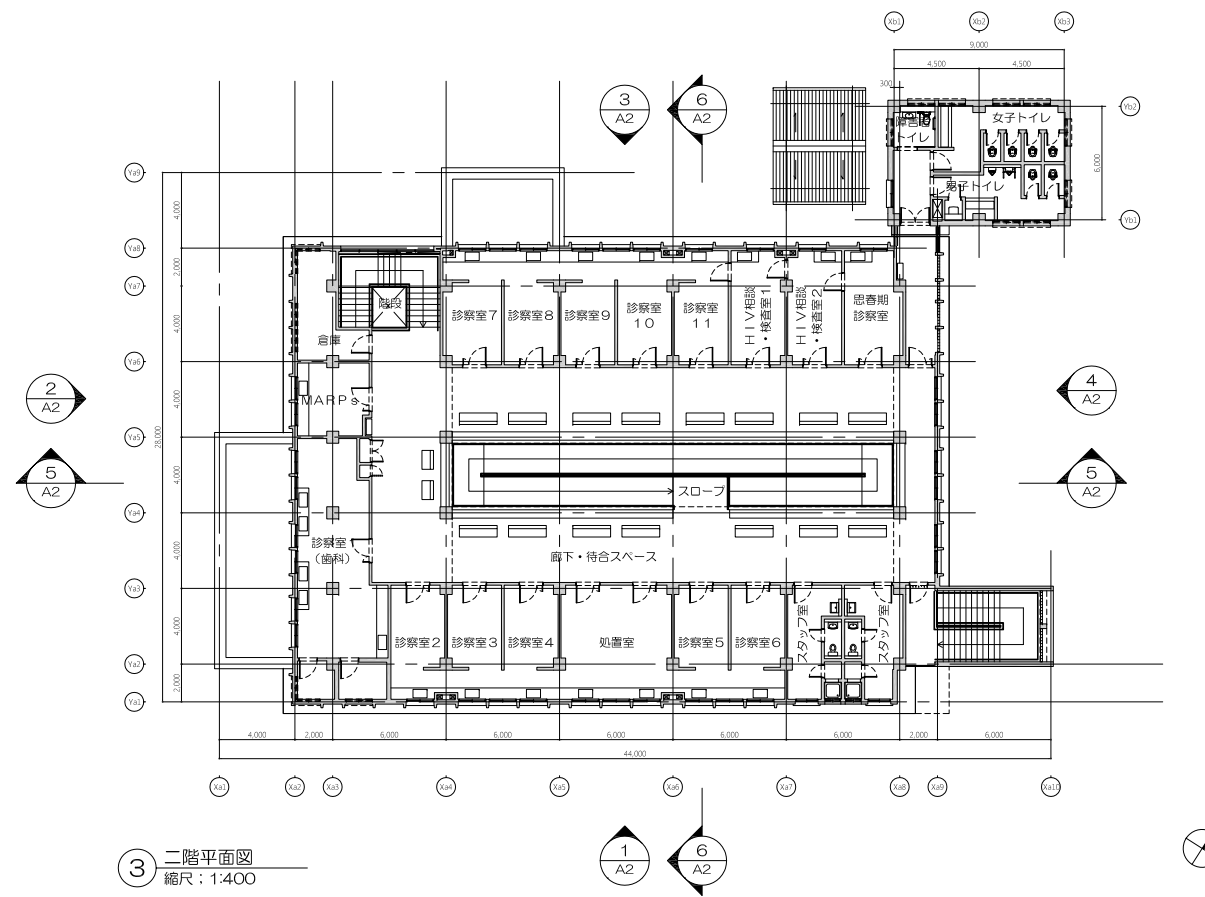 Xb1 Xb2 Xb3
9,000
4,500 4,500
300
3
A2
6
A2
障害者
トイレ
女子トイレ
男子トイレ
Yb2
6,000
Yb1
Ya9
4,000
Ya8
2,000
Ya7
4,000
Ya6
4,000
Ya5
4,000
Ya4
4,000
Ya3
4,000
Ya2
2,000
Ya1
28,000
階段
倉庫
診察室7
診察室8
診察室9
診察室
10
診察室
11
HIV相談
・検査室1
HIV相談
・検査室2
思春期
診察室
MARPs
2
A2
4
A2
5
A2
5
A2
スロープ
廊下・待合スペース
診察室
(歯科)
診察室2
診察室3
診察室4
処置室
診察室5
診察室6
スタッフ室
スタッフ室
4,000 2,000 6,000 6,000 6,000 6,000 6,000 2,000 6,000
44,000
Xa1 Xa2 Xa3 Xa4 Xa5 Xa6 Xa7 Xa8 Xa9 Xa10
1
A2
6
A2
3
二階平面図
縮尺;1:400